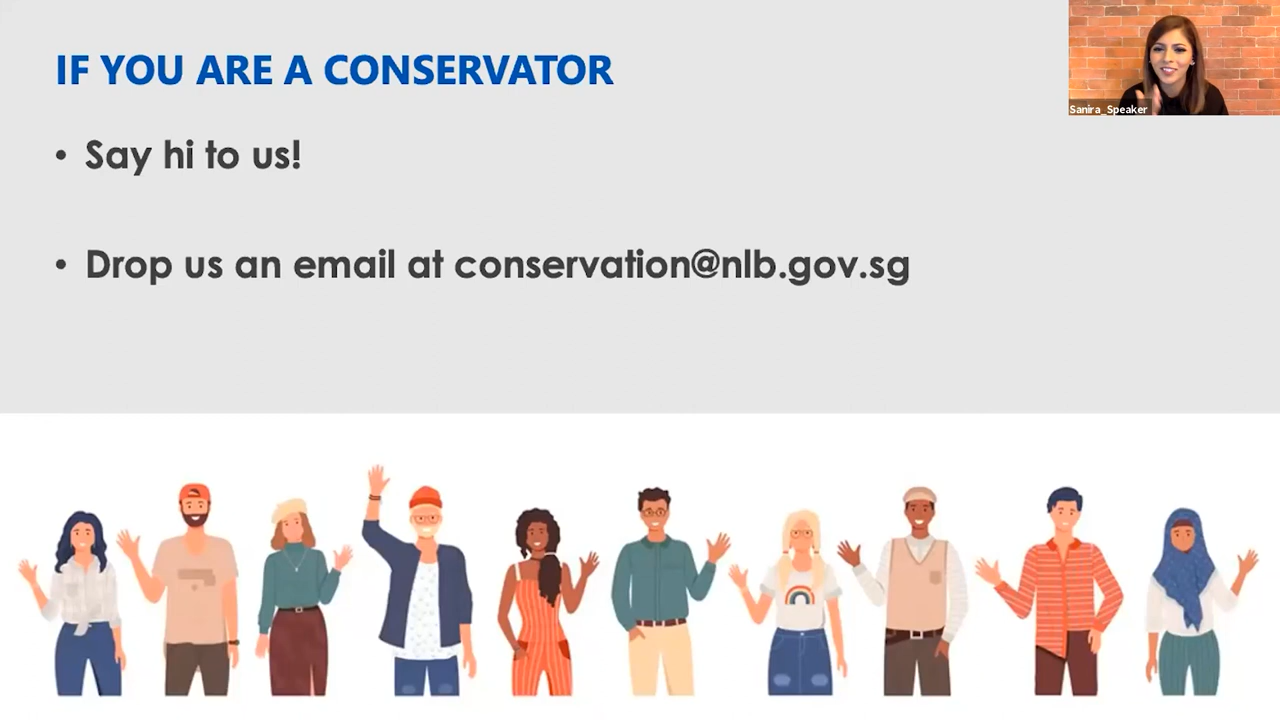 IF YOU ARE A CONSERVATOR
• Say hi to us!
• Drop us an email at conservation@nlb.gov.sg
Sanira_Speaker